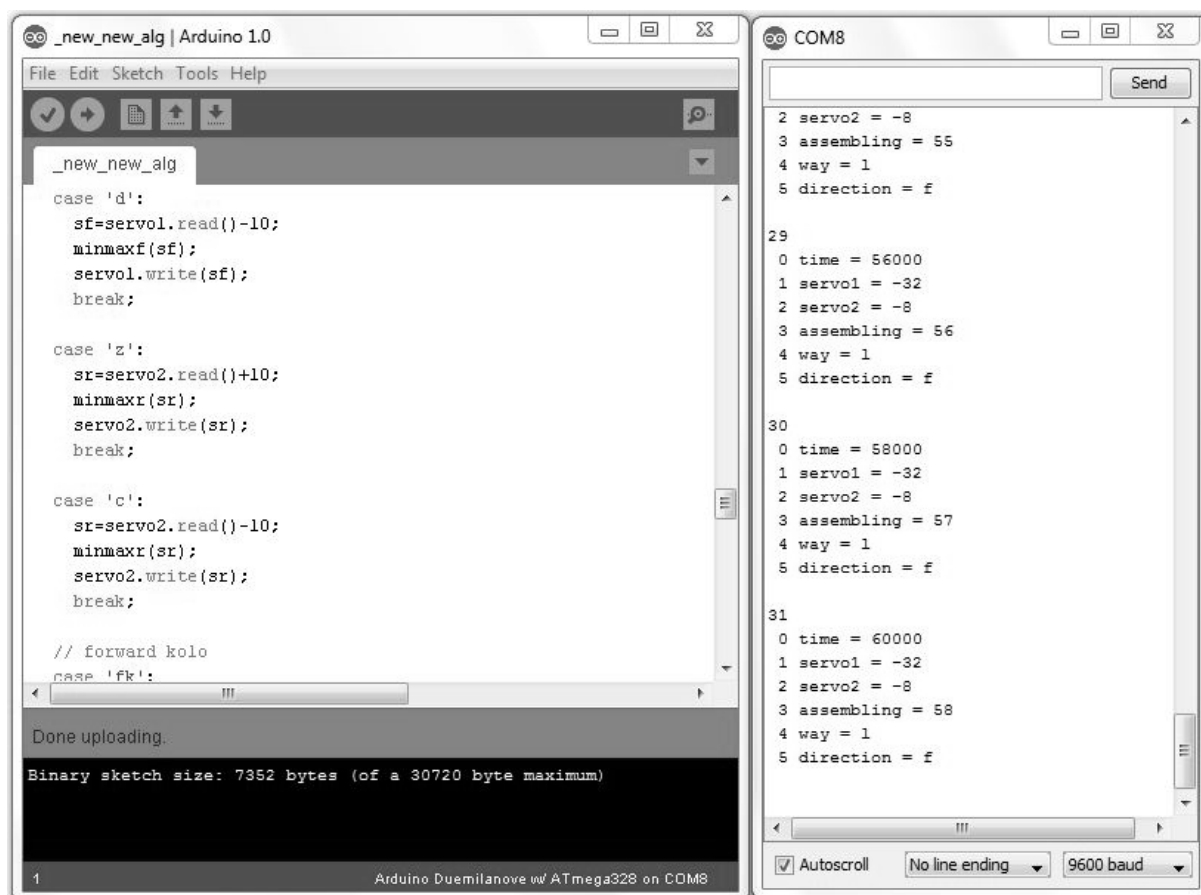 _new_new_alg | Arduino 1.0
File Edit Sketch Tools Help
_new_new_alg
case 'd':
sf=servo1.read()-10;
minmaxf(sf);
servo1.write(sf);
break;
case 'z':
sr=servo2.read()+10;
minmaxr(sr);
servo2.write(sr);
break;
case 'c':
sr=servo2.read()-10;
minmaxr(sr);
servo2.write(sr);
break;
// forward kolo
case 'fk':
Done uploading.
Binary sketch size: 7352 bytes (of a 30720 byte maximum)
1
Arduino Duemilanove w/ ATmega328 on COM8
COM8
Send
2 servo2 = -8
3 assembling = 55
4 way = 1
5 direction = f
29
0 time = 56000
1 servo1 = -32
2 servo2 = -8
3 assembling = 56
4 way = 1
5 direction = f
30
0 time = 58000
1 servo1 = -32
2 servo2 = -8
3 assembling = 57
4 way = 1
5 direction = f
31
0 time = 60000
1 servo1 = -32
2 servo2 = -8
3 assembling = 58
4 way = 1
5 direction = f
Autoscroll
No line ending
9600 baud